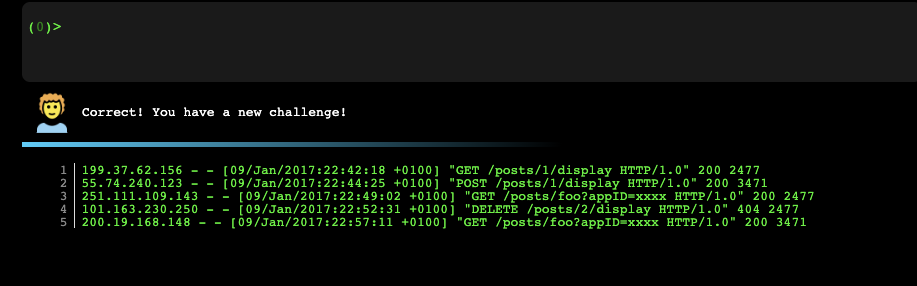 (0)>
Correct! You have a new challenge!
1 199.37.62.156 - - [09/Jan/2017:22:42:18 +0100] "GET /posts/1/display HTTP/1.0" 200 2477
2 55.74.240.123 - - [09/Jan/2017:22:44:25 +0100] "POST /posts/1/display HTTP/1.0" 200 3471
3 251.111.109.143 - - [09/Jan/2017:22:49:02 +0100] "GET /posts/foo?appID=xxxx HTTP/1.0" 200 2477
4 101.163.230.250 - - [09/Jan/2017:22:52:31 +0100] "DELETE /posts/2/display HTTP/1.0" 404 2477
5 200.19.168.148 - - [09/Jan/2017:22:57:11 +0100] "GET /posts/foo?appID=xxxx HTTP/1.0" 200 3471